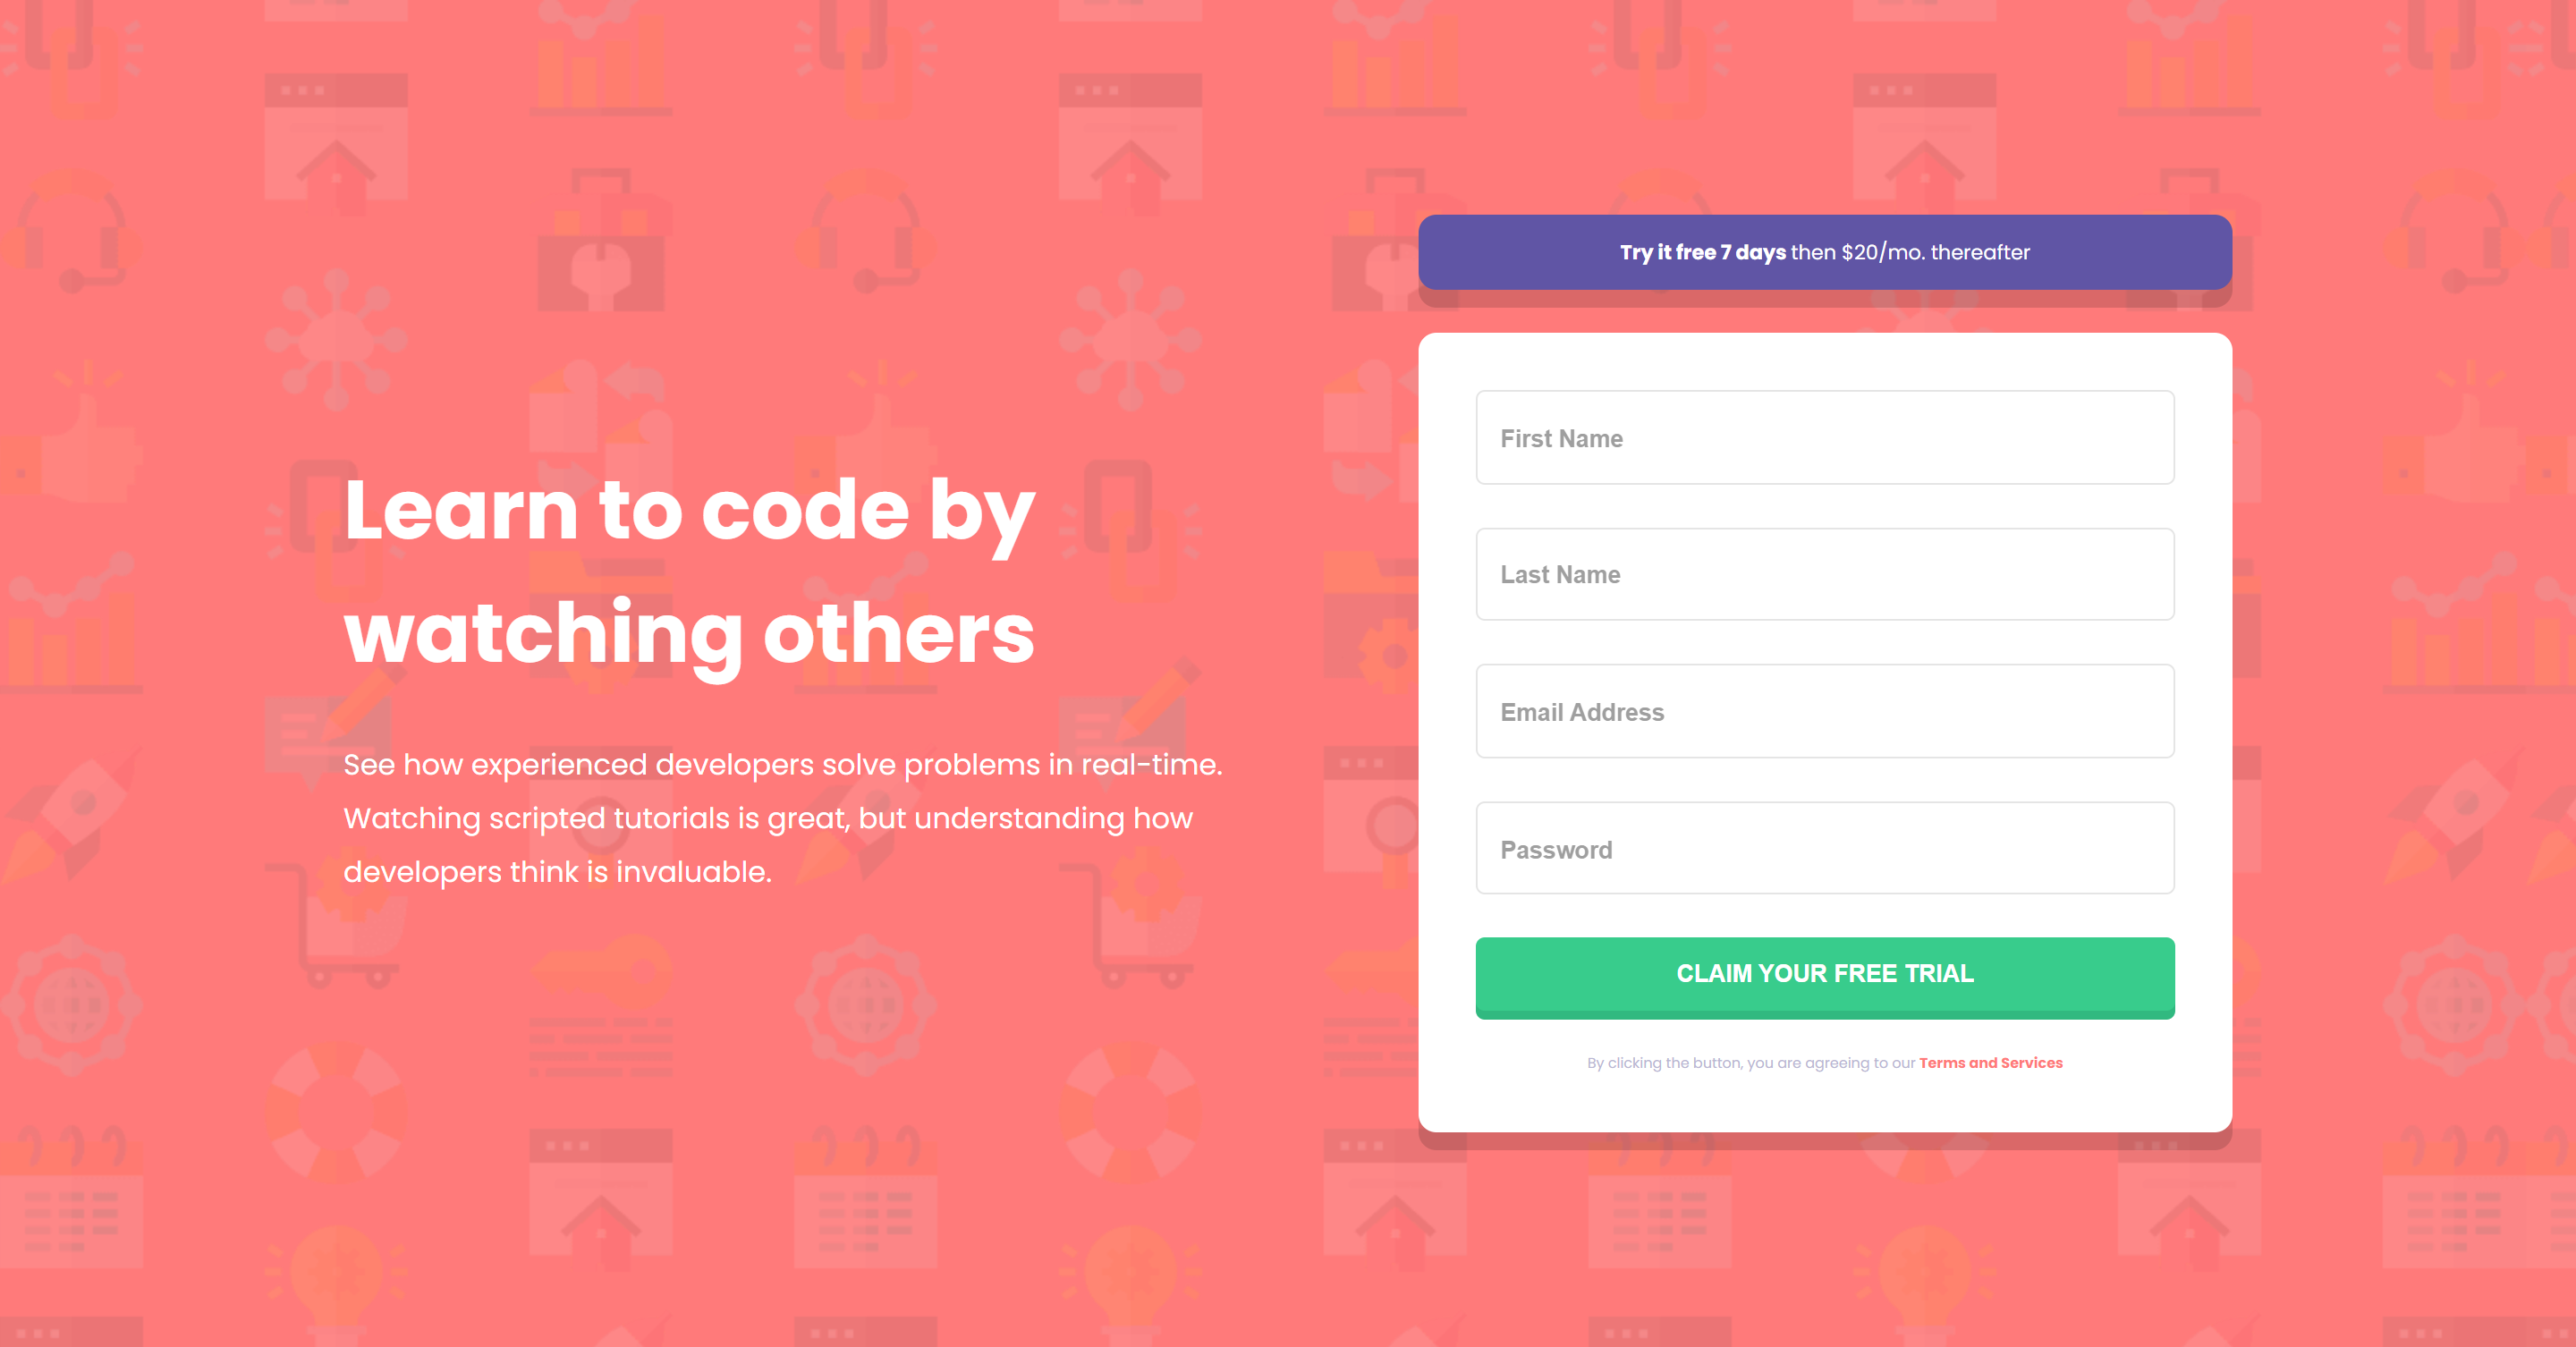 Learn to code by
watching others
See how experienced developers solve problems in real-time.
Watching scripted tutorials is great, but understanding how
developers think is invaluable.
Try it free 7 days then $20/mo. thereafter
First Name
Last Name
Email Address
Password
CLAIM YOUR FREE TRIAL
By clicking the button, you are agreeing to our Terms and Services